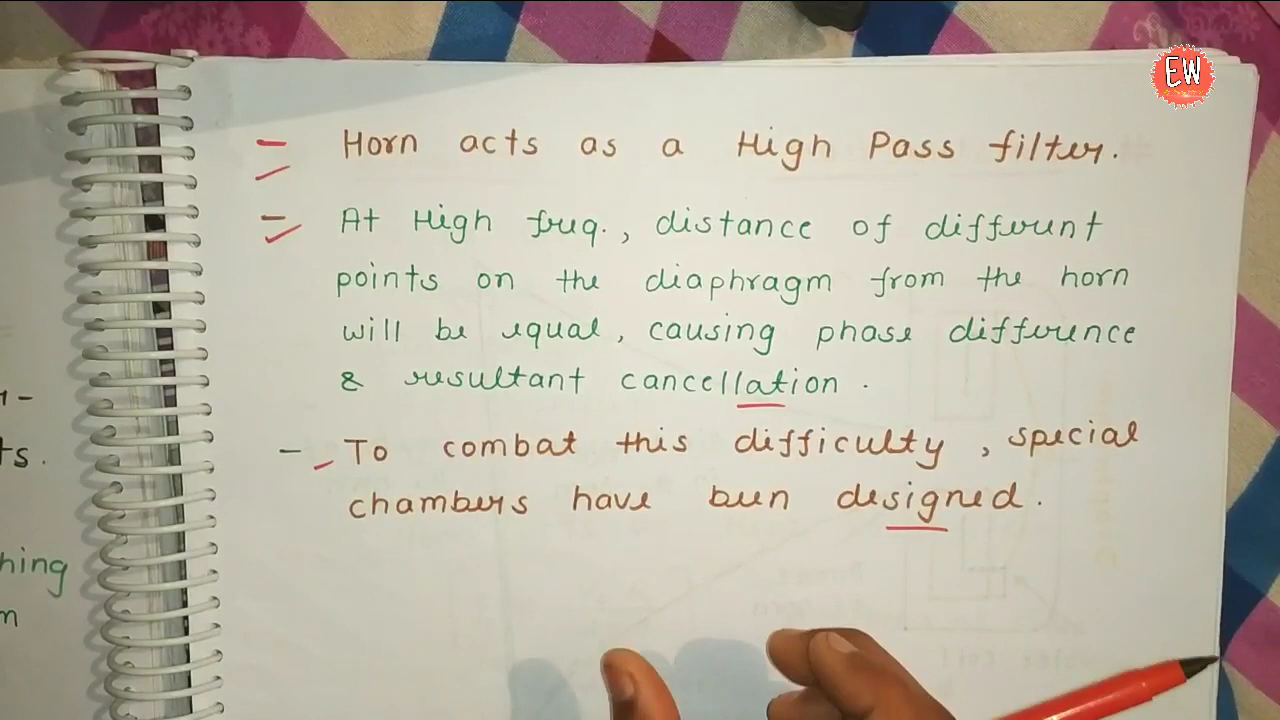 EW
- Horn acts as a High Pass filter.
- At High freq., distance of different
points on the diaphragm from the horn
will be equal, causing phase difference
& resultant cancellation.
- To combat this difficulty, special
chambers have been designed.
ts.
hing